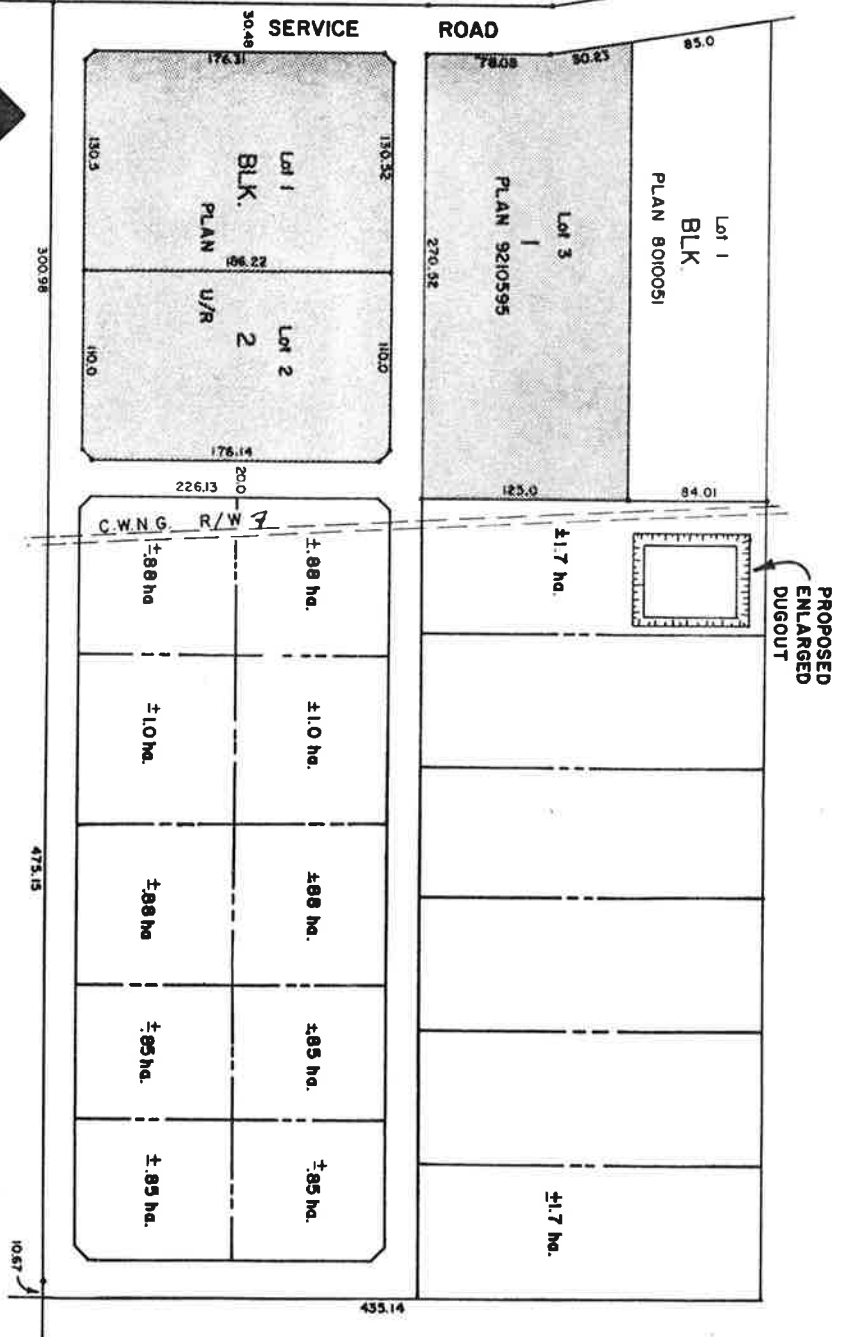 SERVICE ROAD
30.48
176.31
78.08
50.23
85.0
130.5
130.52
Lot 1
BLK.
PLAN
186.22
Lot 2
2
U/R
110.0
110.0
176.14
Lot 3
1
PLAN 9210595
270.52
125.0
Lot 1
BLK.
PLAN 8010051
84.01
300.98
226.13
20.0
C.W.N.G. R/W
PROPOSED
ENLARGED
DUGOUT
±1.7 ha.
±.88 ha
±.88 ha.
±1.0 ha.
±1.0 ha.
±.88 ha
±.88 ha.
±.85 ha.
±.85 ha.
±.85 ha.
±.85 ha.
±1.7 ha.
475.15
10.67
435.14